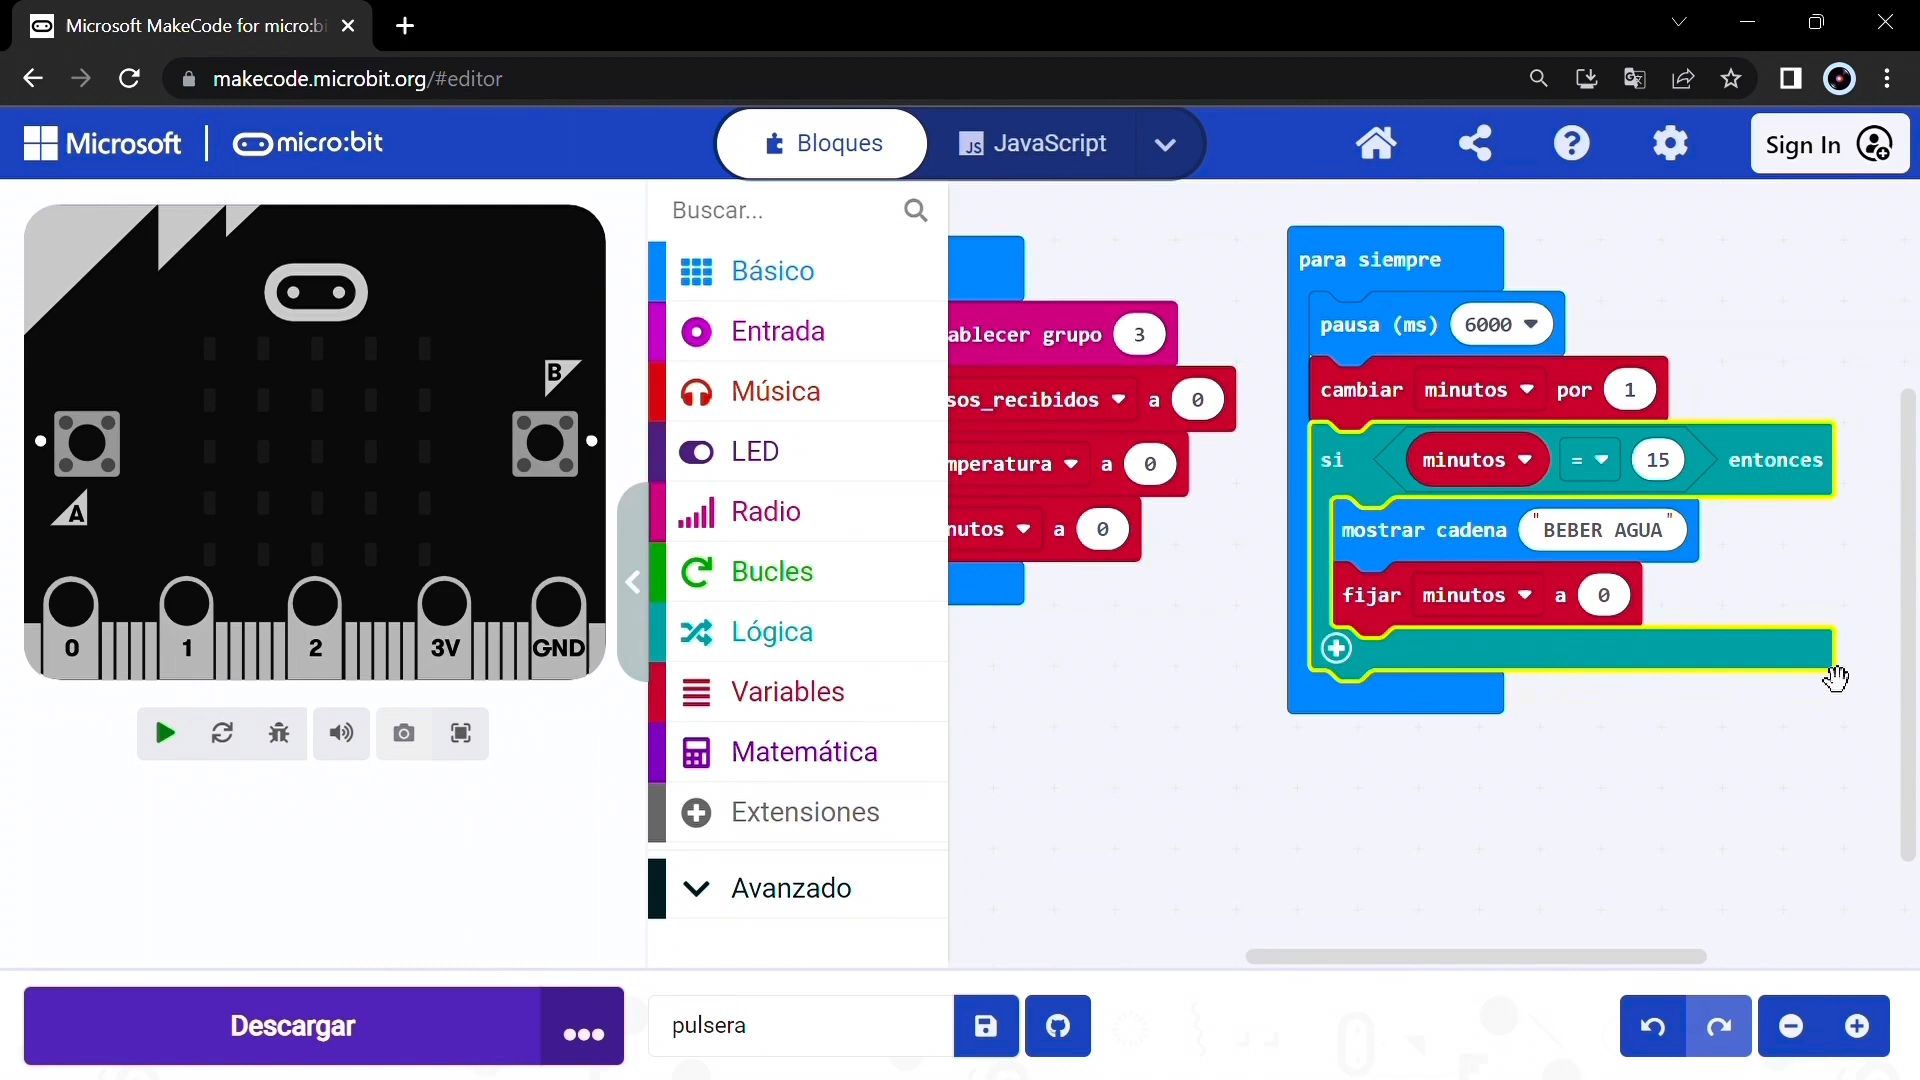 Microsoft MakeCode for micro:bi
makecode.microbit.org/#editor
Microsoft
micro:bit
Bloques
JS JavaScript
Sign In
A
B
0 1 2 3V GND
Buscar...
Básico
Entrada
Música
LED
Radio
Bucles
Lógica
Variables
Matemática
Extensiones
Avanzado
ablecer grupo 3
sos_recibidos a 0
mperatura a 0
nutos a 0
para siempre
pausa (ms) 6000
cambiar minutos por 1
si minutos = 15 entonces
mostrar cadena "BEBER AGUA"
fijar minutos a 0
Descargar
pulsera